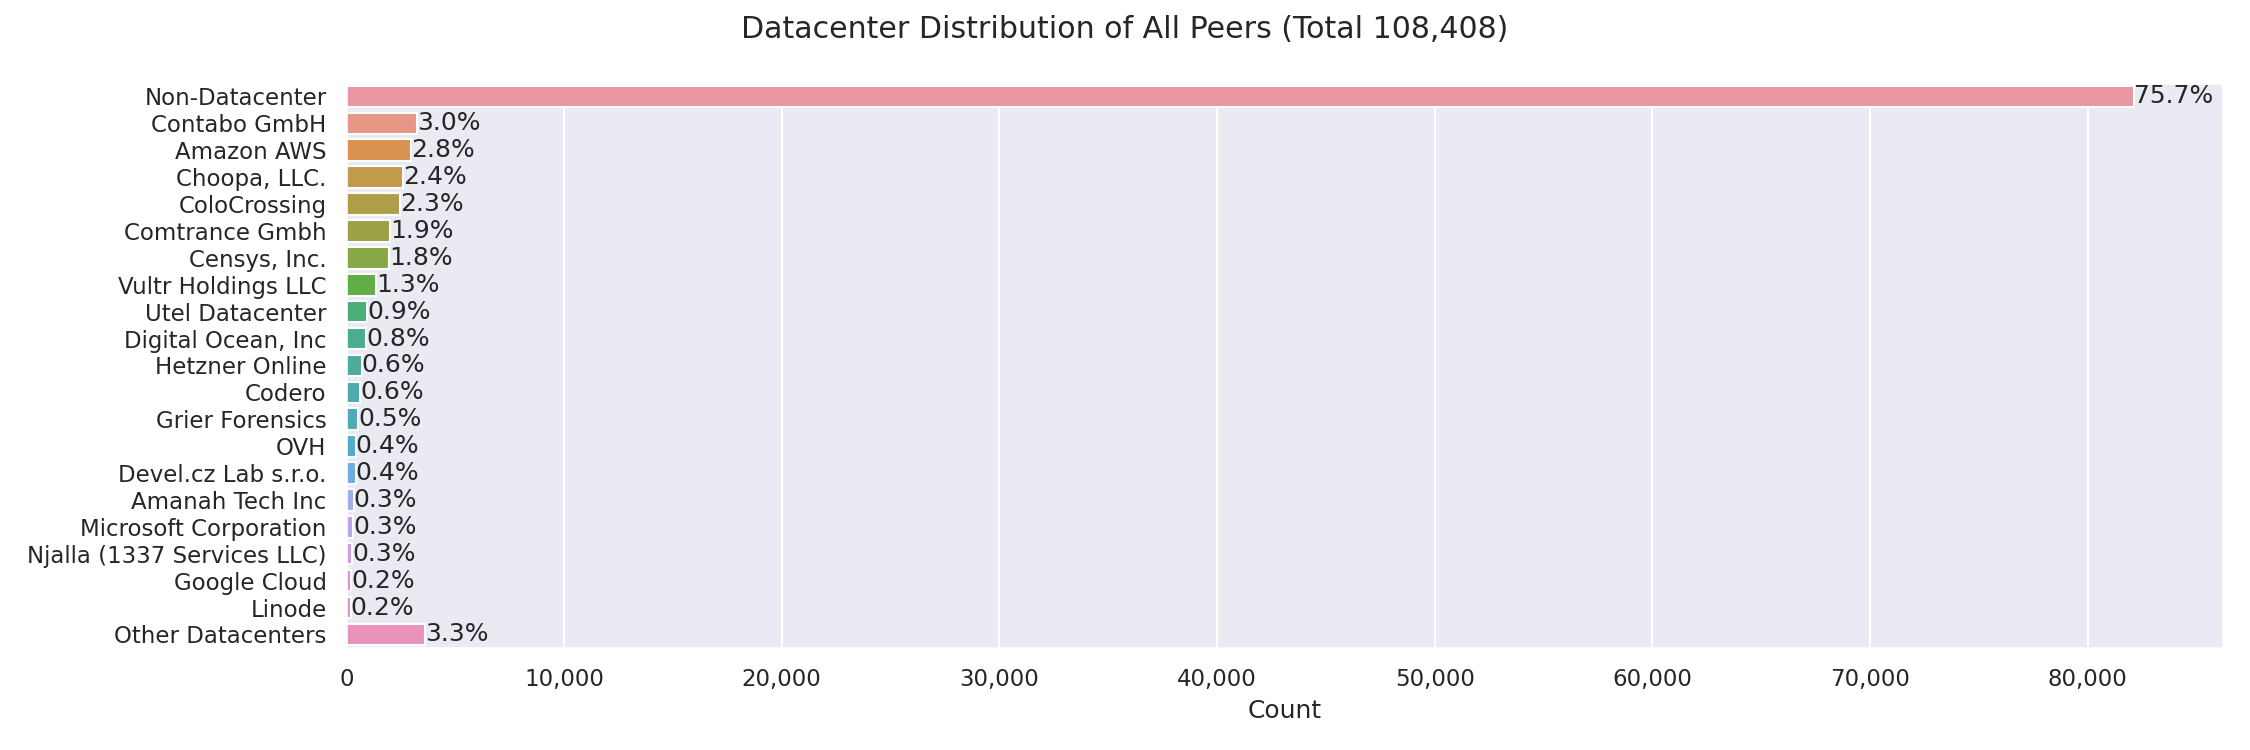 Datacenter Distribution of All Peers (Total 108,408)
Non-Datacenter 75.7%
Contabo GmbH 3.0%
Amazon AWS 2.8%
Choopa, LLC. 2.4%
ColoCrossing 2.3%
Comtrance Gmbh 1.9%
Censys, Inc. 1.8%
Vultr Holdings LLC 1.3%
Utel Datacenter 0.9%
Digital Ocean, Inc 0.8%
Hetzner Online 0.6%
Codero 0.6%
Grier Forensics 0.5%
OVH 0.4%
Devel.cz Lab s.r.o. 0.4%
Amanah Tech Inc 0.3%
Microsoft Corporation 0.3%
Njalla (1337 Services LLC) 0.3%
Google Cloud 0.2%
Linode 0.2%
Other Datacenters 3.3%
0 10,000 20,000 30,000 40,000 50,000 60,000 70,000 80,000
Count